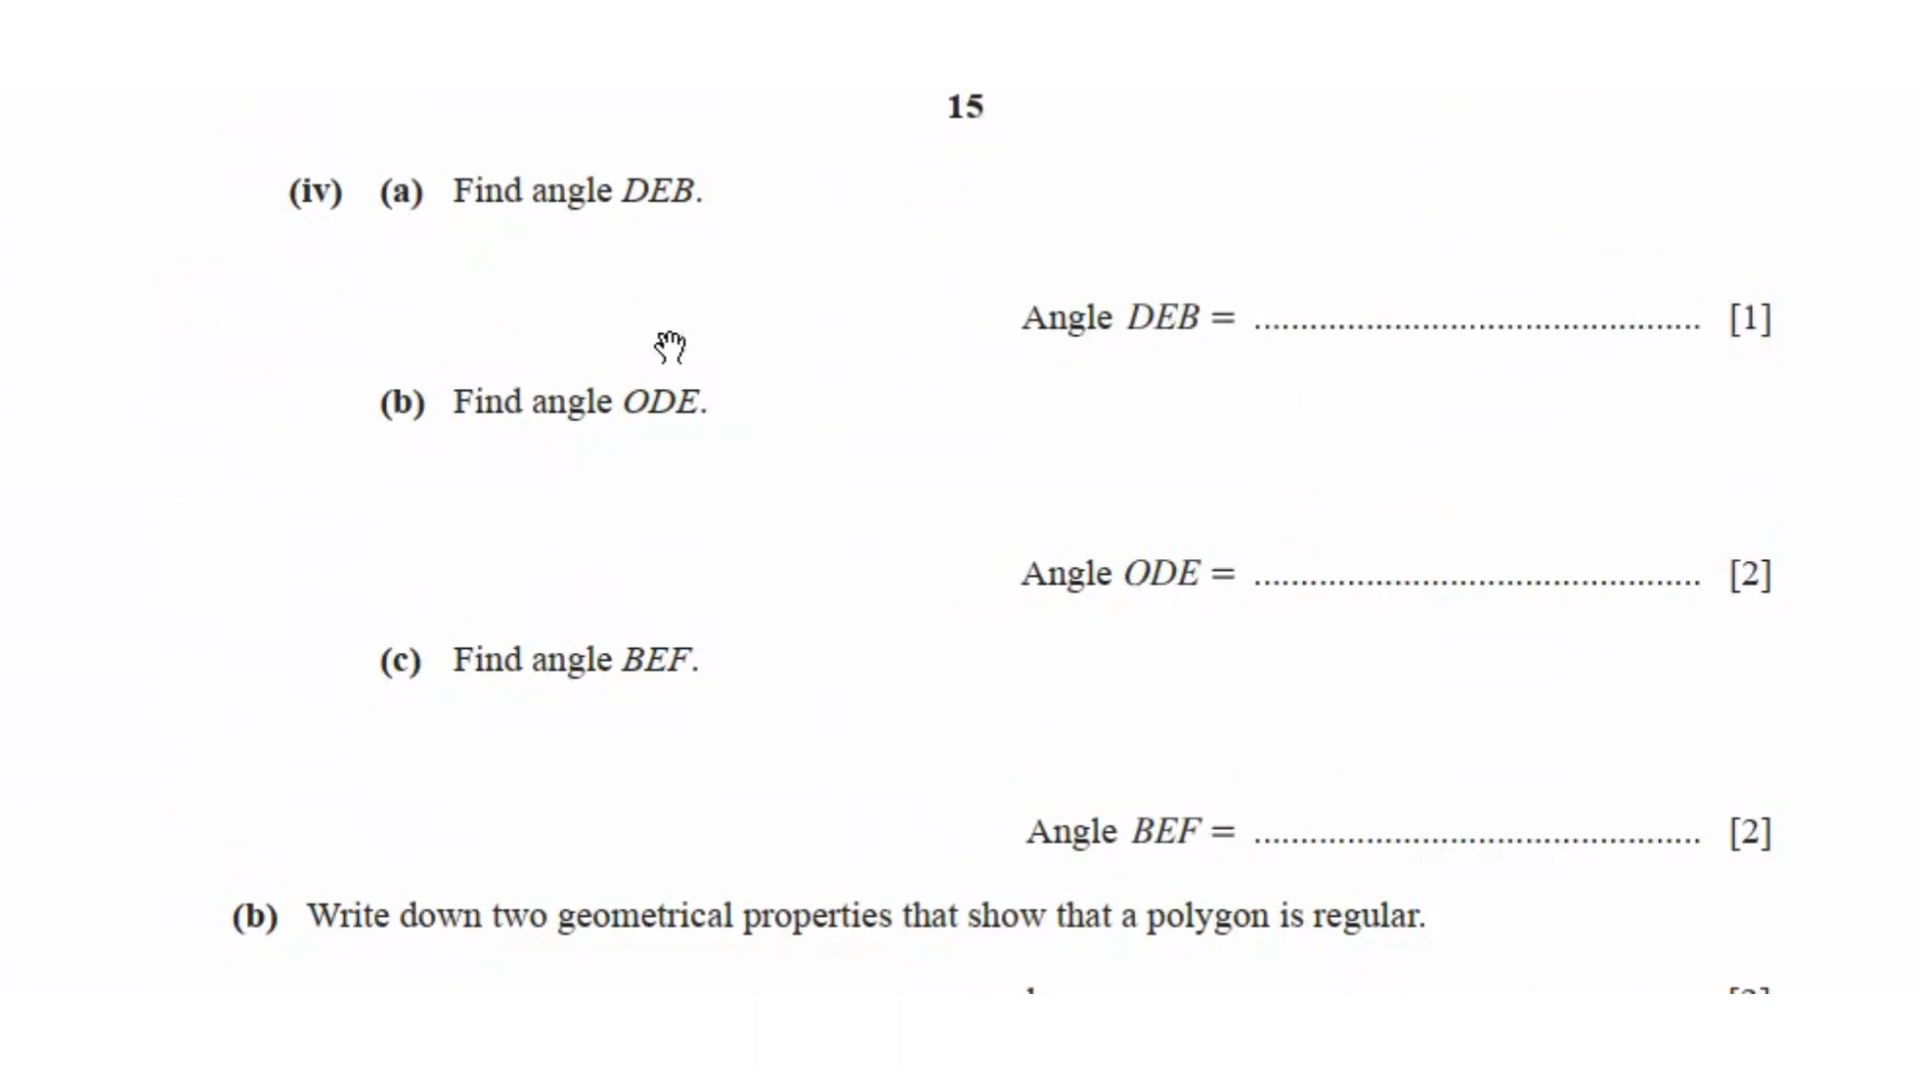 15
(iv) (a) Find angle DEB.
Angle DEB = ................................................ [1]
(b) Find angle ODE.
Angle ODE = ................................................ [2]
(c) Find angle BEF.
Angle BEF = ................................................ [2]
(b) Write down two geometrical properties that show that a polygon is regular.